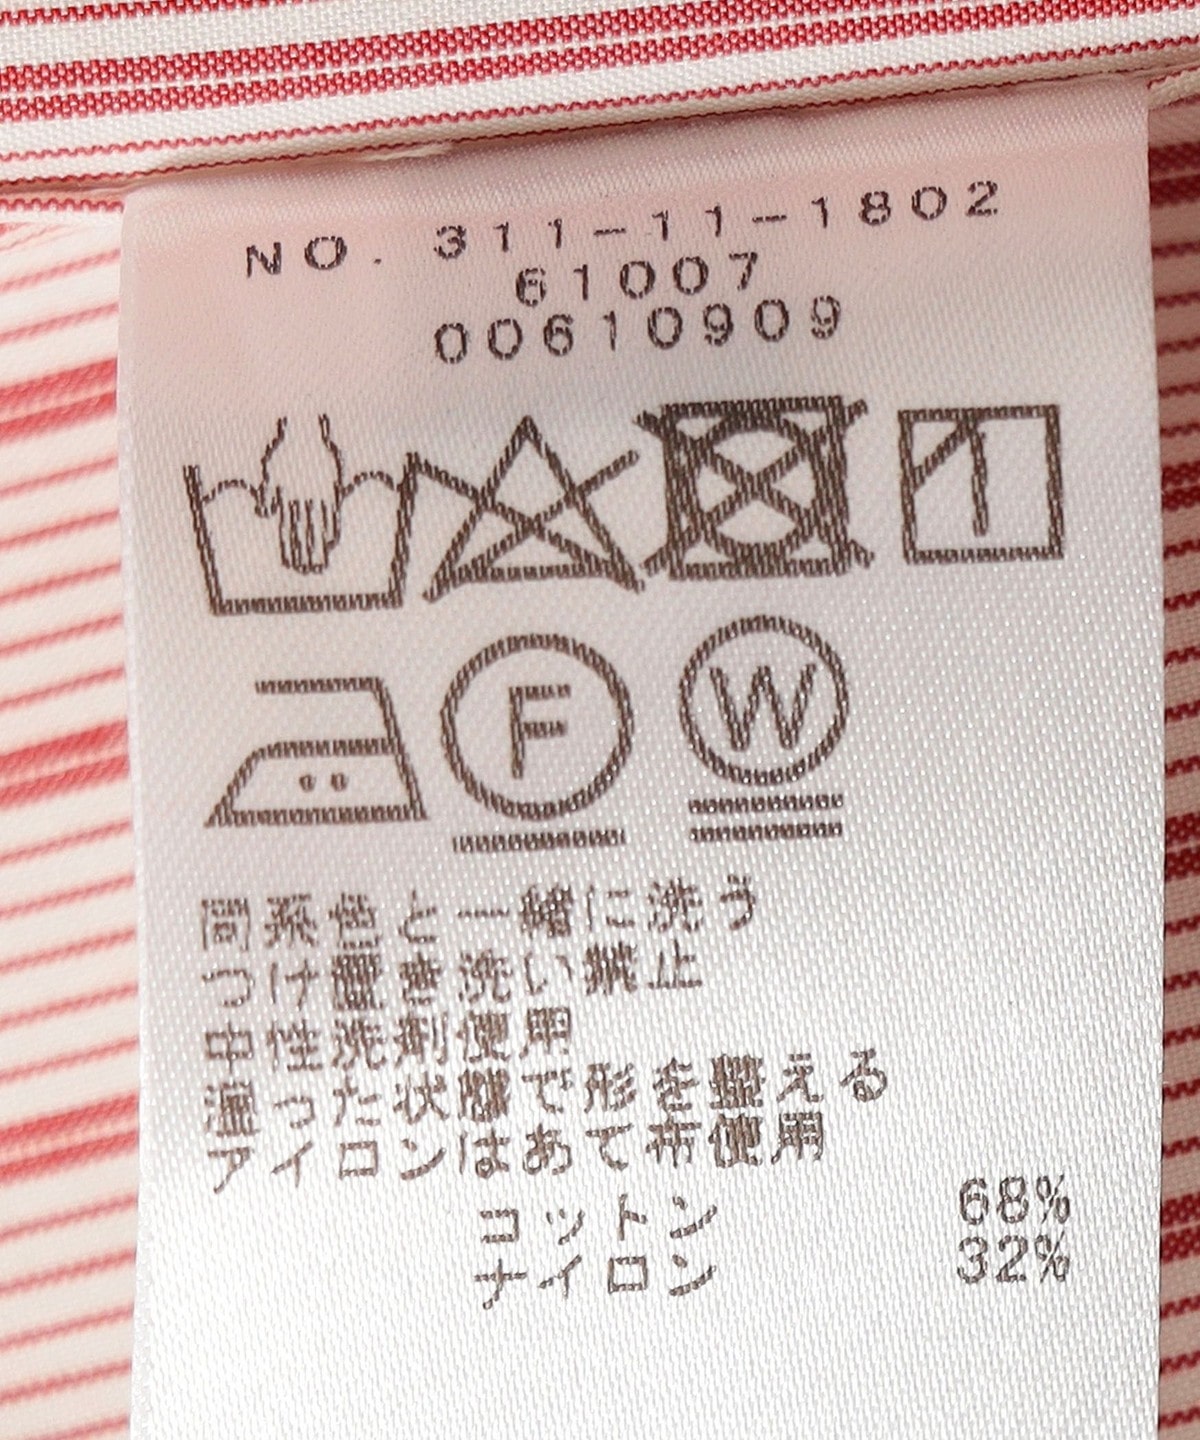 NO. 311-11-1802
61007
00610909
F W
同系色と一緒に洗う
つけ置き洗い禁止
中性洗剤使用
湿った状態で形を整える
アイロンはあて布使用
コットン 68%
ナイロン 32%